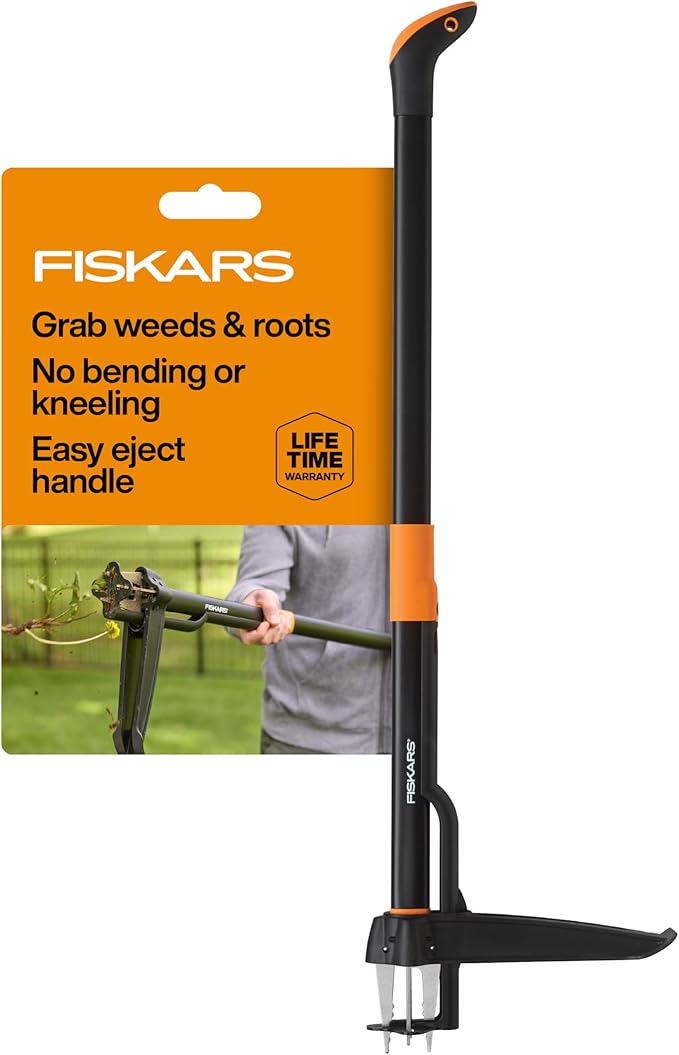 FISKARS
Grab weeds & roots
No bending or
kneeling
Easy eject
handle
LIFE
TIME
WARRANTY
FISKARS
FISKARS®